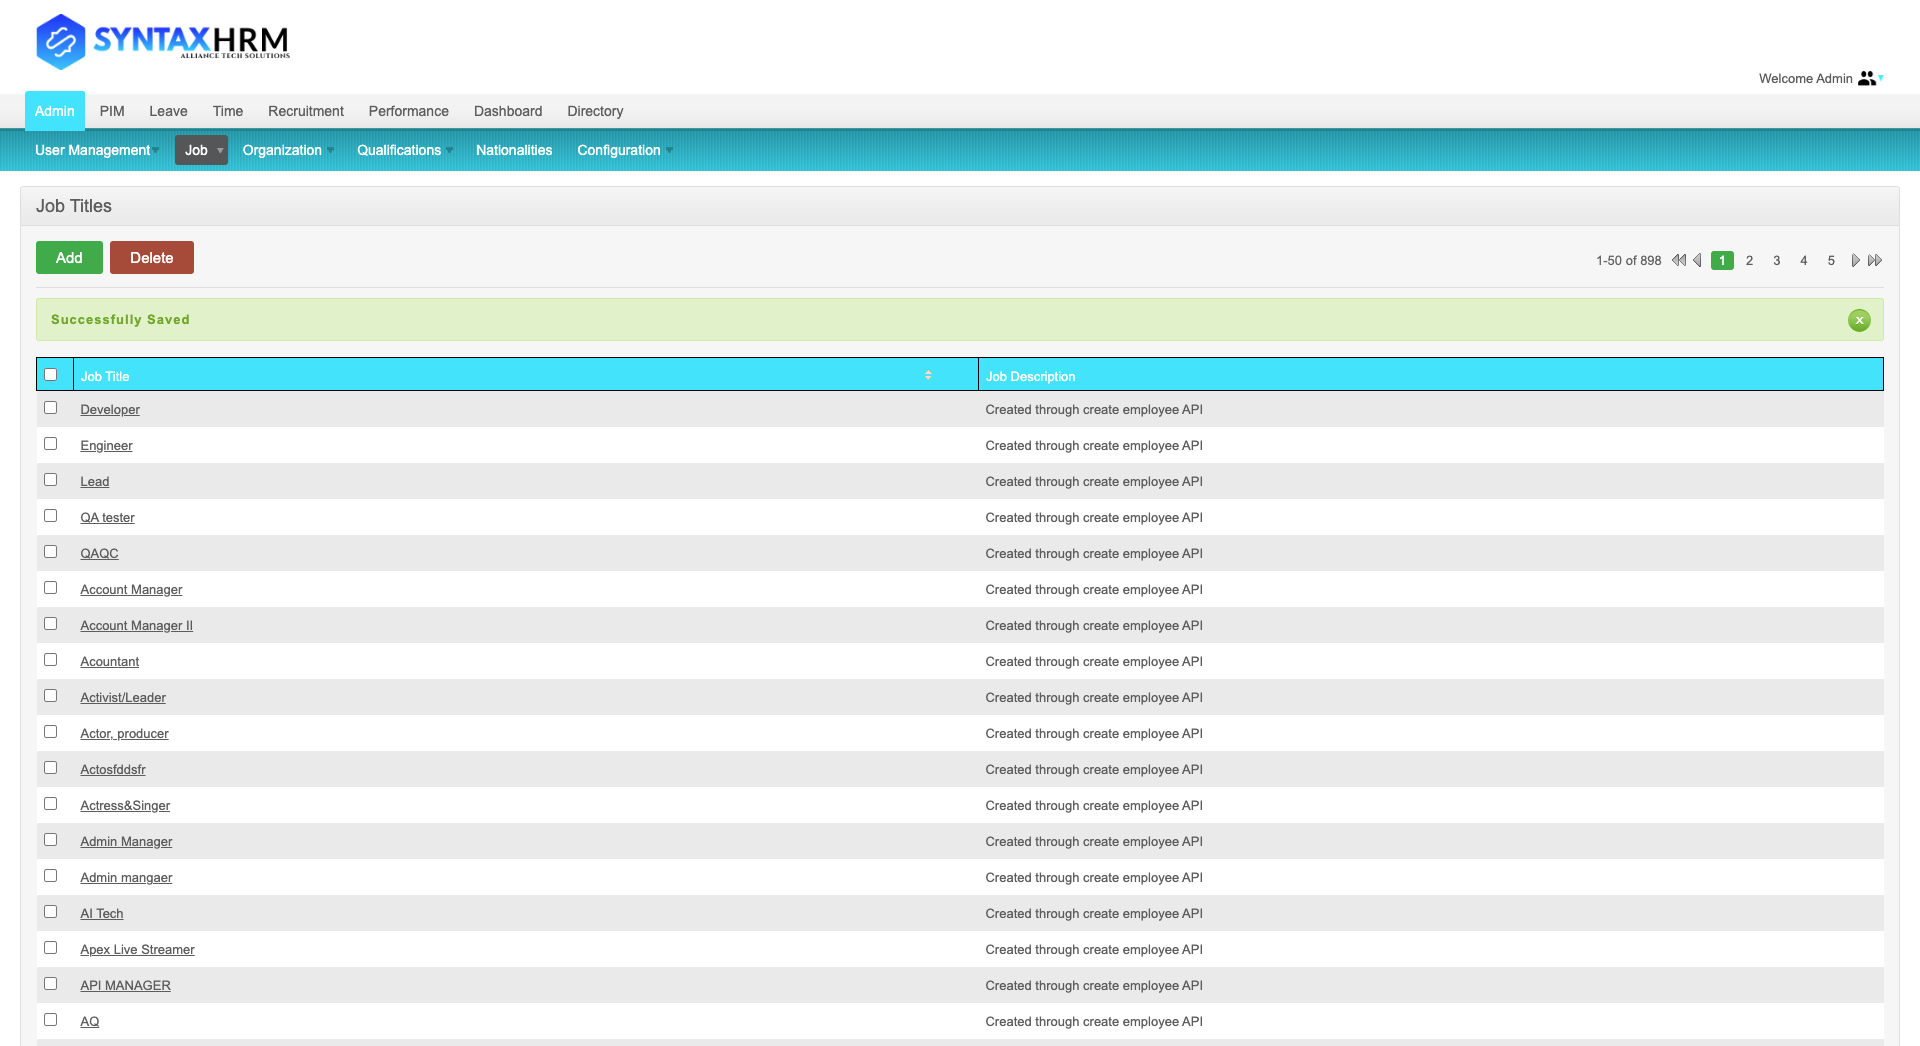 SYNTAXHRM
ALLIANCE TECH SOLUTIONS
Welcome Admin
Admin PIM Leave Time Recruitment Performance Dashboard Directory
User Management Job Organization Qualifications Nationalities Configuration
Job Titles
Add Delete 1-50 of 898 1 2 3 4 5
Successfully Saved x
Job Title Job Description
Developer Created through create employee API
Engineer Created through create employee API
Lead Created through create employee API
QA tester Created through create employee API
QAQC Created through create employee API
Account Manager Created through create employee API
Account Manager II Created through create employee API
Acountant Created through create employee API
Activist/Leader Created through create employee API
Actor, producer Created through create employee API
Actosfddsfr Created through create employee API
Actress&Singer Created through create employee API
Admin Manager Created through create employee API
Admin mangaer Created through create employee API
AI Tech Created through create employee API
Apex Live Streamer Created through create employee API
API MANAGER Created through create employee API
AQ Created through create employee API